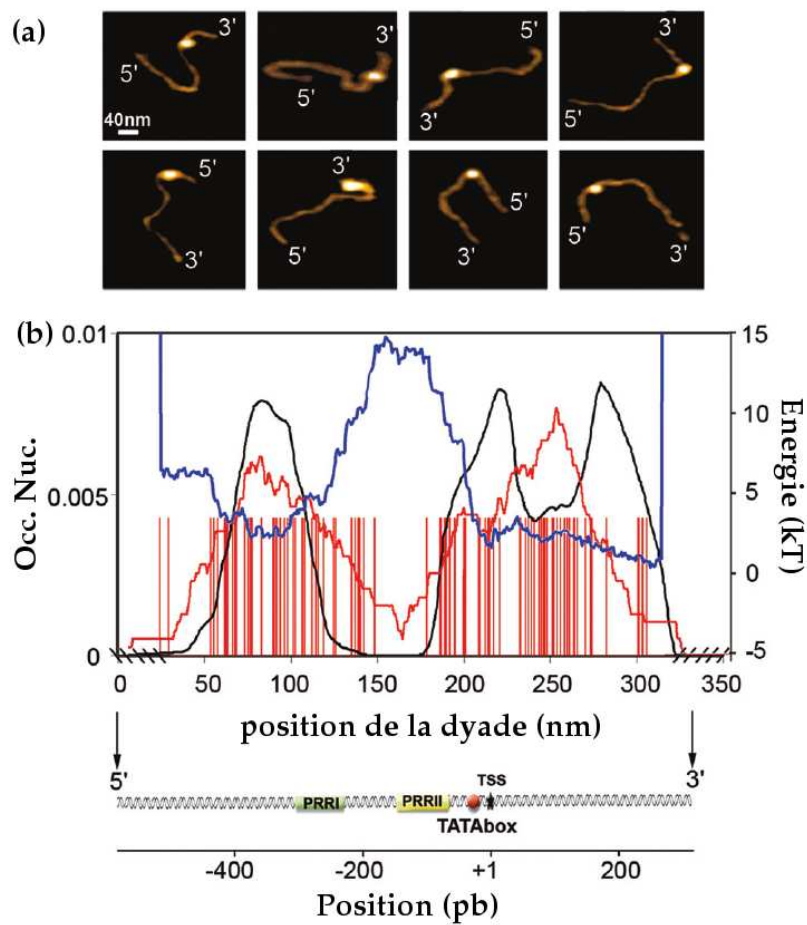 (a)
3'
5'
40nm
3'
5'
5'
3'
3'
5'
5'
3'
3'
5'
5'
3'
5'
3'
(b)
0.01
0.005
0
Occ. Nuc.
15
10
5
0
-5
Energie (kT)
0 50 100 150 200 250 300 350
position de la dyade (nm)
5' 3'
TSS
PRRI PRRII
TATAbox
-400 -200 +1 200
Position (pb)